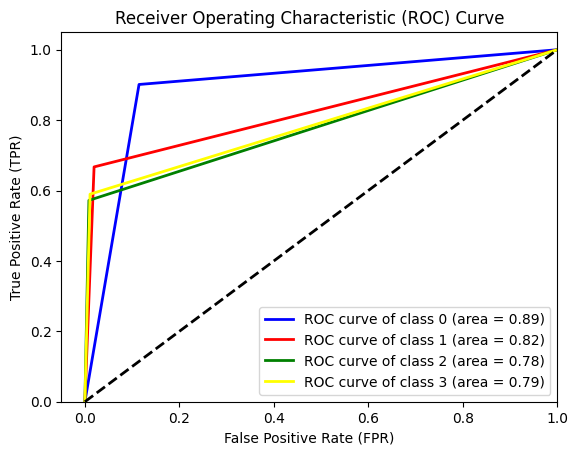 Receiver Operating Characteristic (ROC) Curve
True Positive Rate (TPR)
1.0
0.8
0.6
0.4
0.2
0.0
ROC curve of class 0 (area = 0.89)
ROC curve of class 1 (area = 0.82)
ROC curve of class 2 (area = 0.78)
ROC curve of class 3 (area = 0.79)
0.0 0.2 0.4 0.6 0.8 1.0
False Positive Rate (FPR)